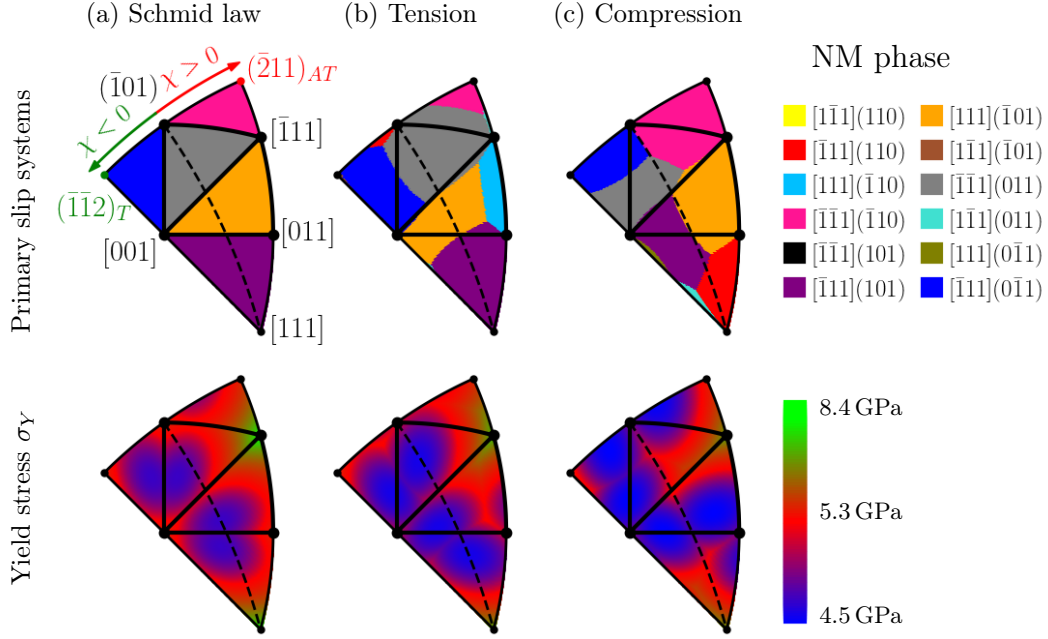 (a) Schmid law
(b) Tension
(c) Compression
Primary slip systems
χ < 0
χ > 0
(1̄01)
(2̄11)_{AT}
(1̄1̄2)_T
[1̄11]
[001]
[011]
[111]
NM phase
[11̄1](110)
[111](1̄01)
[1̄11](110)
[11̄1](1̄01)
[111](1̄10)
[1̄1̄1](011)
[1̄1̄1](1̄10)
[11̄1](011)
[1̄1̄1](101)
[111](01̄1)
[1̄11](101)
[1̄11](01̄1)
Yield stress σ_Y
8.4 GPa
5.3 GPa
4.5 GPa